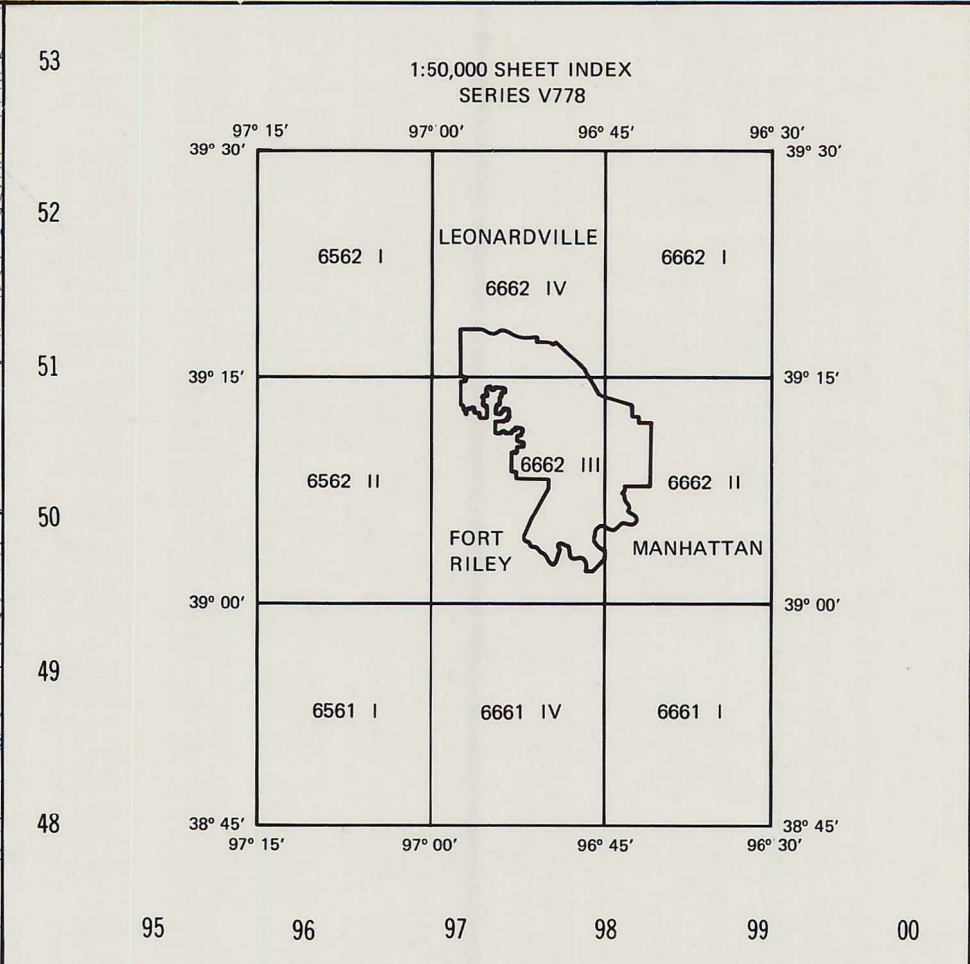 53
1:50,000 SHEET INDEX
SERIES V778
97° 15′ 97° 00′ 96° 45′ 96° 30′
39° 30′ 39° 30′
52
LEONARDVILLE
6562 I 6662 I
6662 IV
51
39° 15′ 39° 15′
6662 III
6562 II 6662 II
50
FORT
MANHATTAN
RILEY
39° 00′ 39° 00′
49
6561 I 6661 IV 6661 I
48
38° 45′ 38° 45′
97° 15′ 97° 00′ 96° 45′ 96° 30′
95 96 97 98 99 00